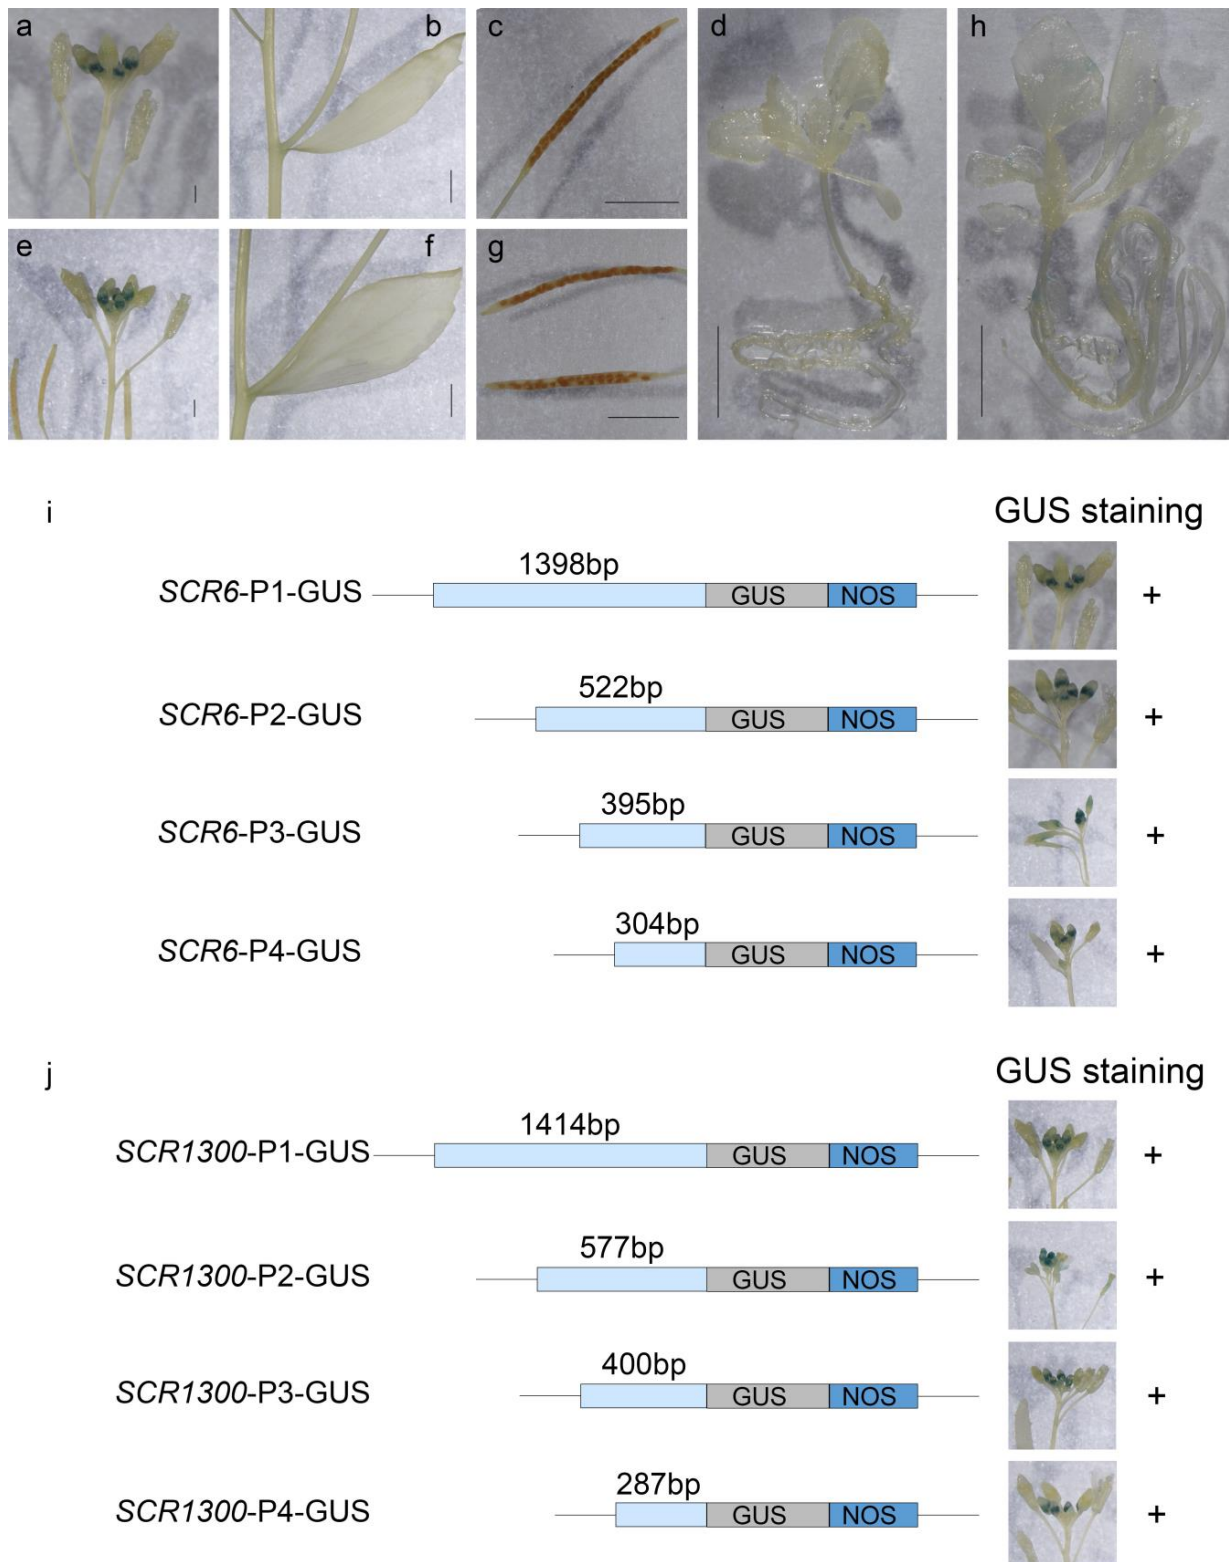 a
b
c
d
h
e
f
g
i
GUS staining
1398bp
SCR6-P1-GUS
GUS
NOS
+
522bp
SCR6-P2-GUS
GUS
NOS
+
395bp
SCR6-P3-GUS
GUS
NOS
+
304bp
SCR6-P4-GUS
GUS
NOS
+
j
GUS staining
1414bp
SCR1300-P1-GUS
GUS
NOS
+
577bp
SCR1300-P2-GUS
GUS
NOS
+
400bp
SCR1300-P3-GUS
GUS
NOS
+
287bp
SCR1300-P4-GUS
GUS
NOS
+